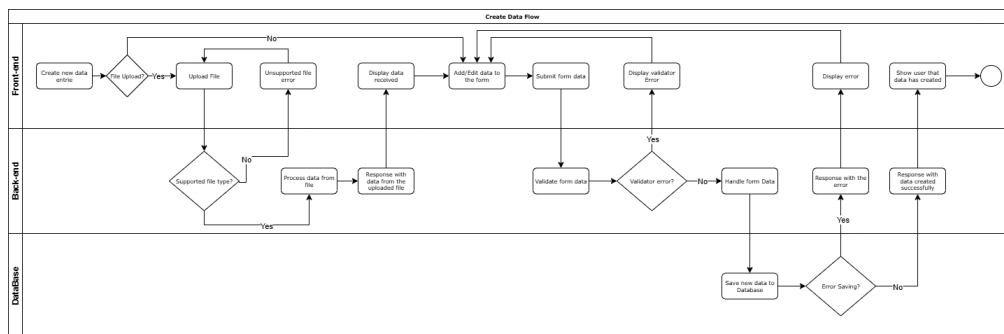 Create Data Flow
Front-end
Create new data
entrie
File Upload?
Yes
No
Upload File
Unsupported file
error
Display data
received
Add/Edit data to
the form
Submit form data
Display validator
Error
Display error
Show user that
data has created
Back-end
Supported file type?
No
Yes
Process data from
file
Response with
data from the
uploaded file
Validate form data
Validator error?
Yes
No
Handle form Data
Response with the
error
Response with
data created
successfully
DataBase
Save new data to
Database
Error Saving?
Yes
No